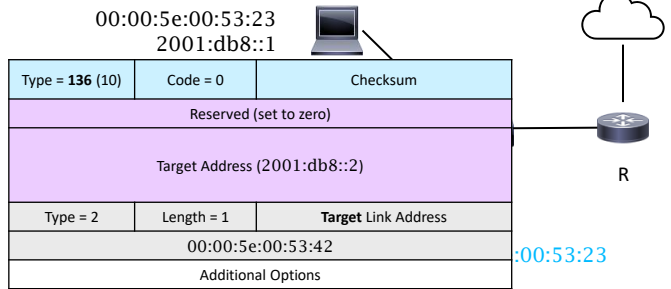 00:00:5e:00:53:23
2001:db8::1
Type = 136 (10) Code = 0 Checksum
Reserved (set to zero)
Target Address (2001:db8::2)
R
Type = 2 Length = 1 Target Link Address
00:00:5e:00:53:42
:00:53:23
Additional Options